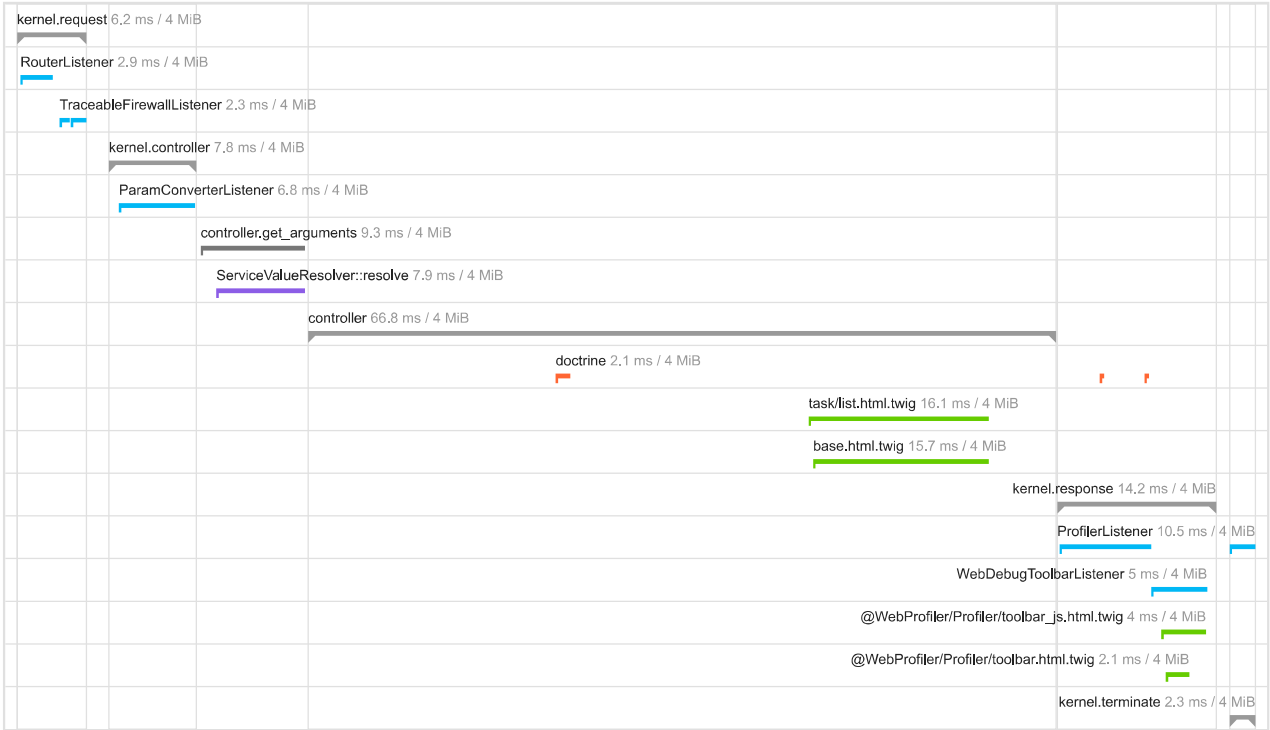 kernel.request 6.2 ms / 4 MiB
RouterListener 2.9 ms / 4 MiB
TraceableFirewallListener 2.3 ms / 4 MiB
kernel.controller 7.8 ms / 4 MiB
ParamConverterListener 6.8 ms / 4 MiB
controller.get_arguments 9.3 ms / 4 MiB
ServiceValueResolver::resolve 7.9 ms / 4 MiB
controller 66.8 ms / 4 MiB
doctrine 2.1 ms / 4 MiB
task/list.html.twig 16.1 ms / 4 MiB
base.html.twig 15.7 ms / 4 MiB
kernel.response 14.2 ms / 4 MiB
ProfilerListener 10.5 ms / 4 MiB
WebDebugToolbarListener 5 ms / 4 MiB
@WebProfiler/Profiler/toolbar_js.html.twig 4 ms / 4 MiB
@WebProfiler/Profiler/toolbar.html.twig 2.1 ms / 4 MiB
kernel.terminate 2.3 ms / 4 MiB